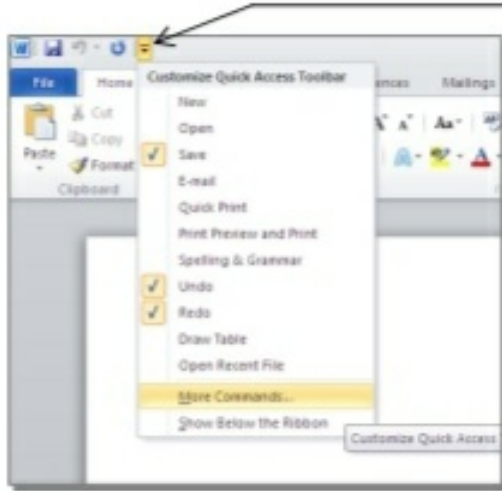 File Home Customize Quick Access Toolbar ences Mailings
New
Cut
Open
Copy
Save
Paste
Format
E-mail
Clipboard
Quick Print
Print Preview and Print
Spelling & Grammar
Undo
Redo
Draw Table
Open Recent File
More Commands...
Show Below the Ribbon
Customize Quick Access
Aa
A